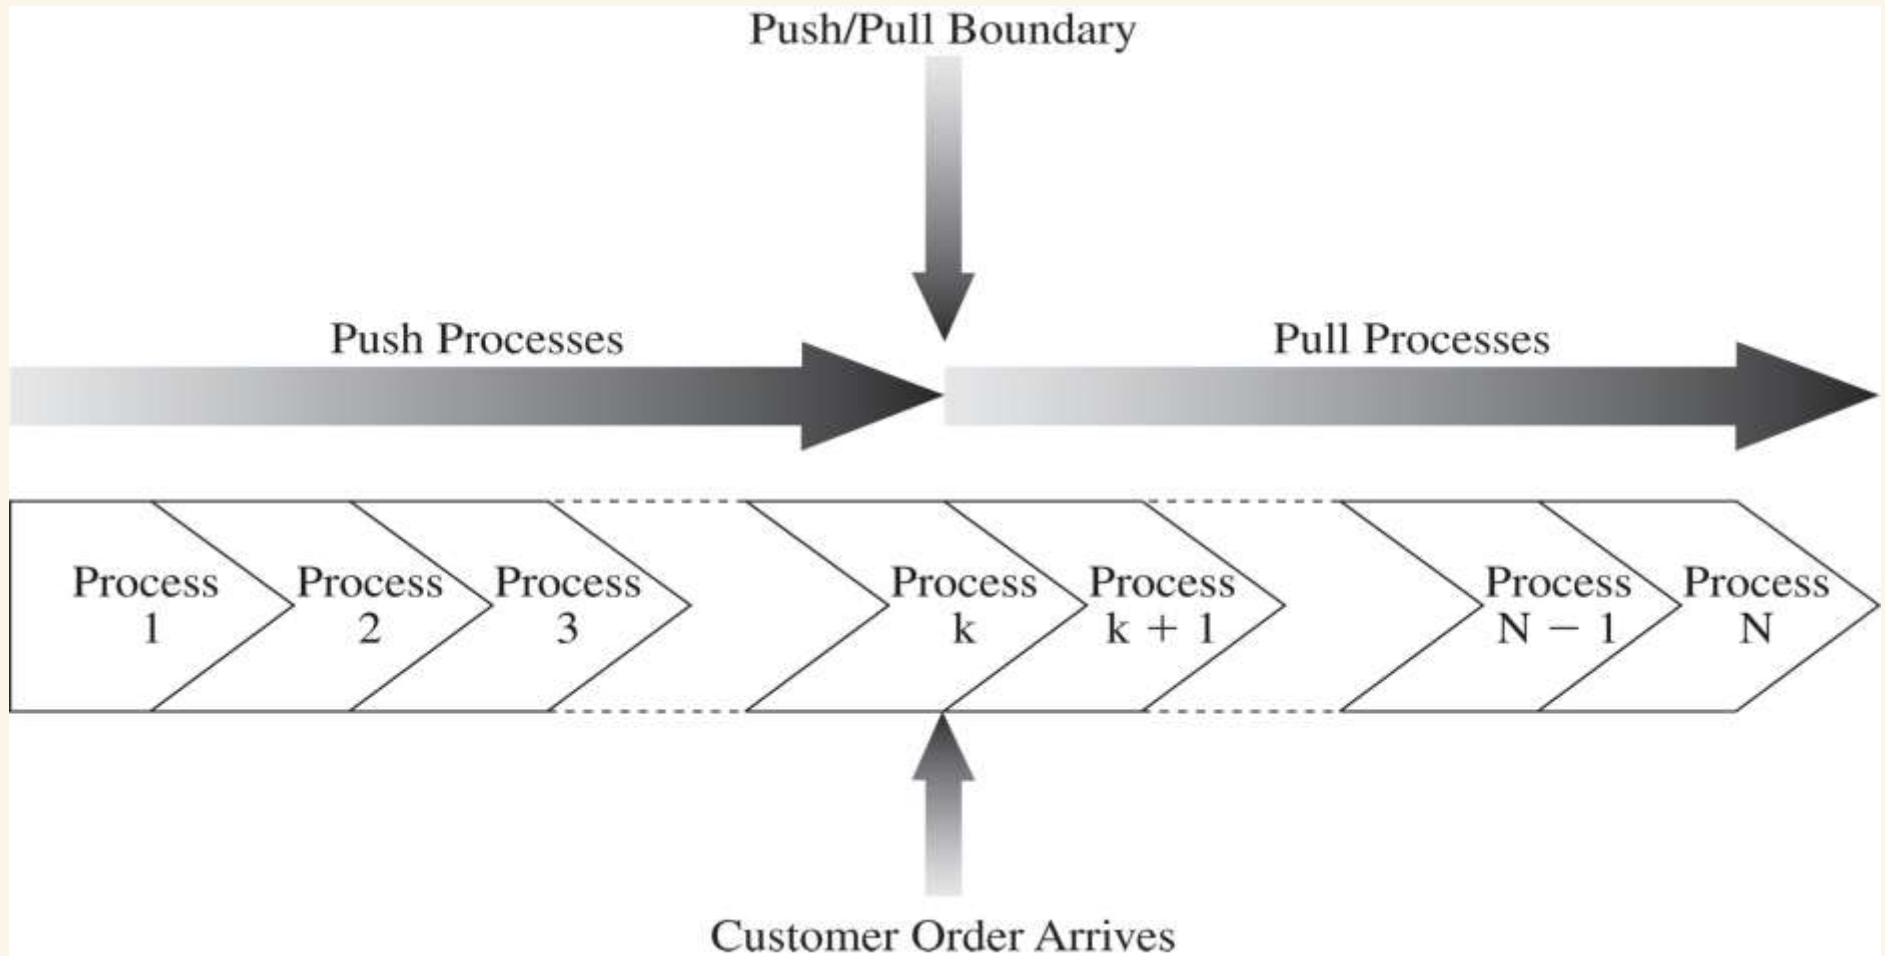 Push/Pull Boundary
Push Processes
Pull Processes
Process
1
Process
2
Process
3
Process
k
Process
k + 1
Process
N − 1
Process
N
Customer Order Arrives